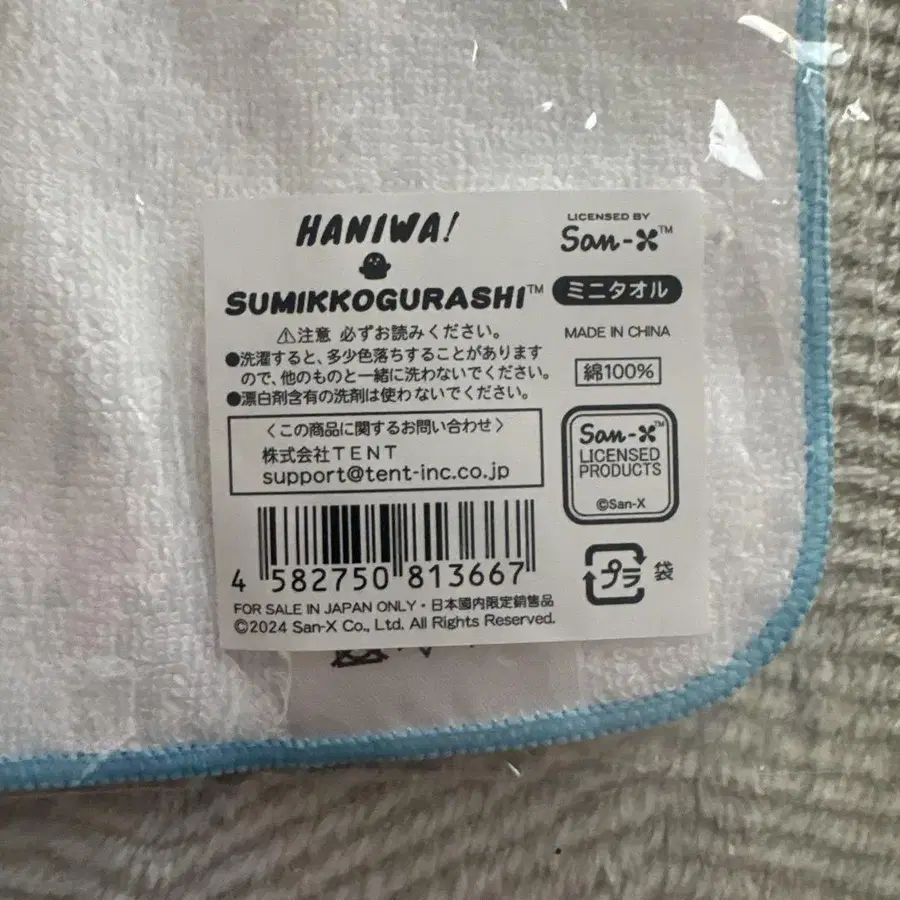 HANIWA!
SUMIKKOGURASHI™
LICENSED BY
San-X™
ミニタオル
MADE IN CHINA
綿100%
⚠注意 必ずお読みください。
●洗濯すると、多少色落ちすることがあります
ので、他のものと一緒に洗わないでください。
●漂白剤含有の洗剤は使わないでください。
〈この商品に関するお問い合わせ〉
株式会社TENT
support@tent-inc.co.jp
San-X™
LICENSED
PRODUCTS
©San-X
4 582750 813667
プラ 袋
FOR SALE IN JAPAN ONLY・日本國内限定銷售品
©2024 San-X Co., Ltd. All Rights Reserved.